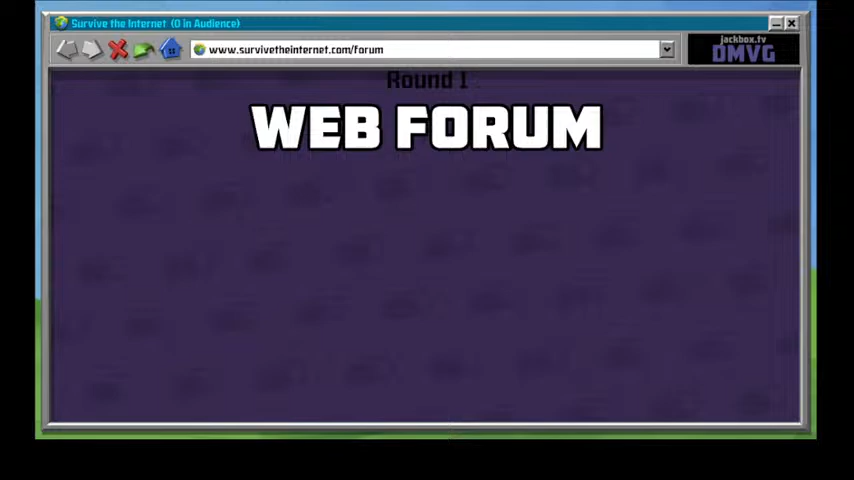 Survive the Internet (0 in Audience)
www.survivetheinternet.com/forum
jackbox.tv
DMVG
Round 1
WEB FORUM